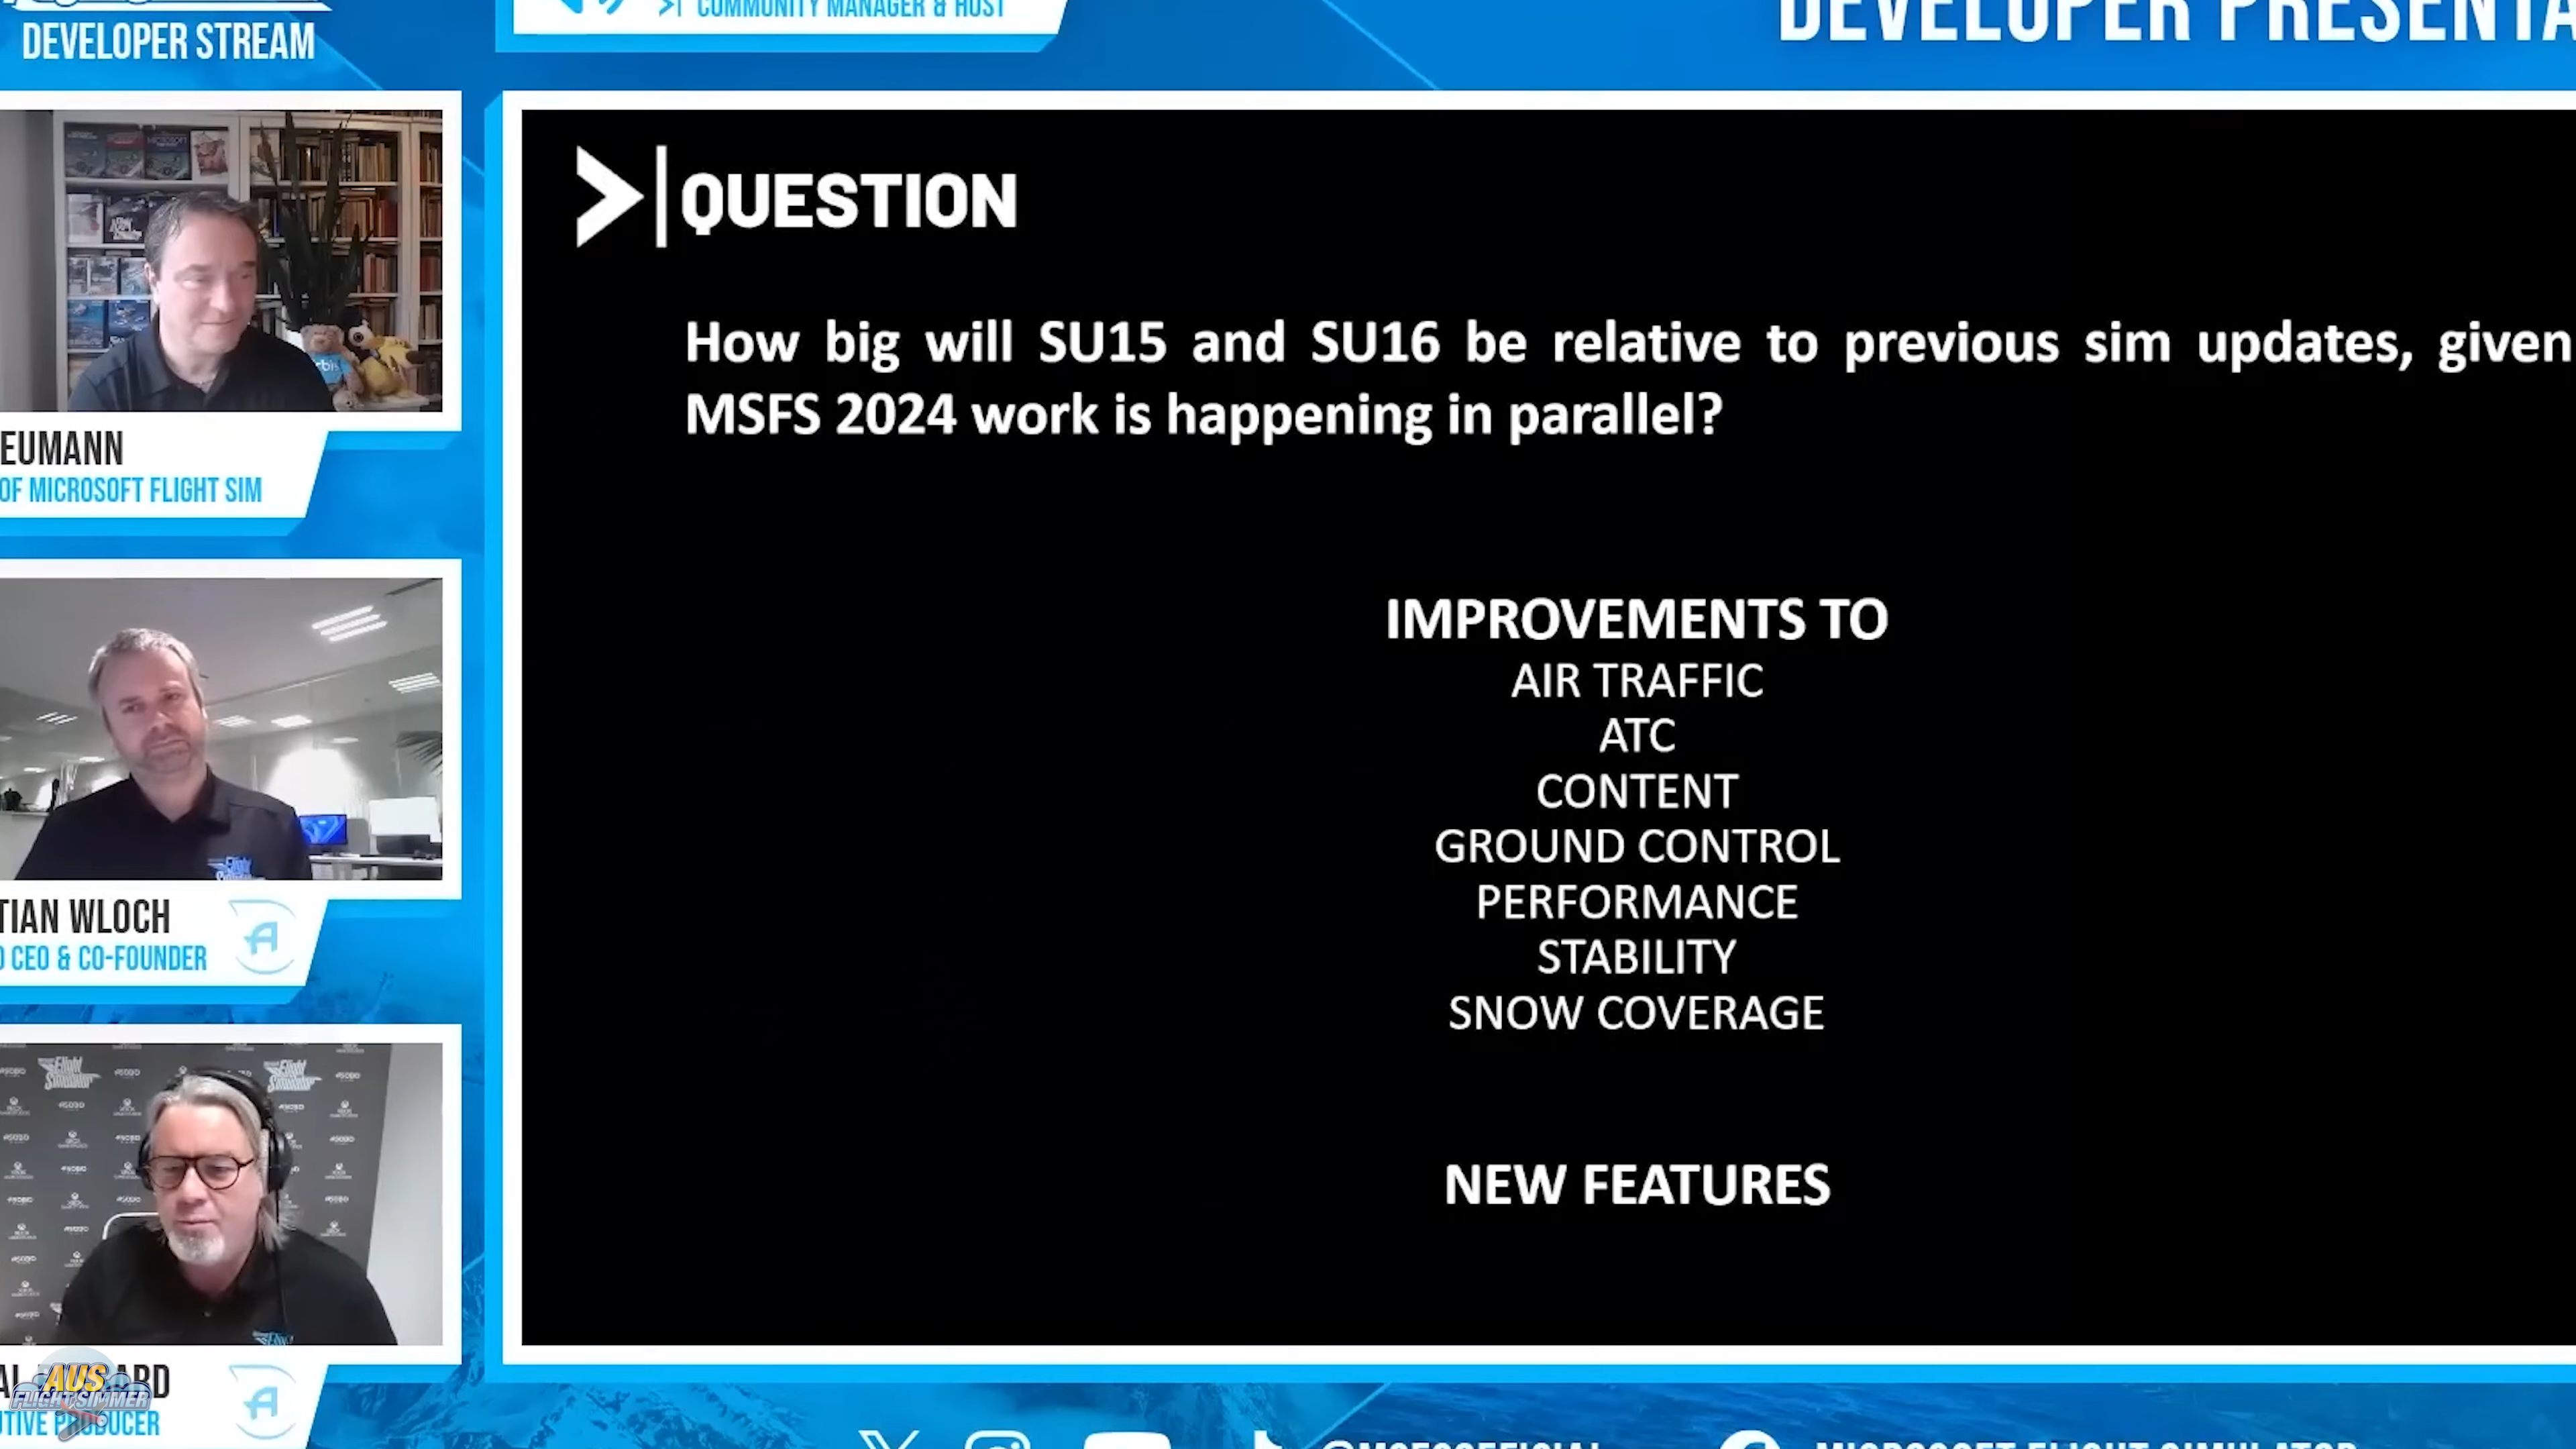 DEVELOPER STREAM
COMMUNITY MANAGER & HOST
DEVELOPER PRESENTA
EUMANN
OF MICROSOFT FLIGHT SIM
TIAN WLOCH
CEO & CO-FOUNDER
ARD
UTIVE PRODUCER
AUS
FLIGHT SIMMER
QUESTION
How big will SU15 and SU16 be relative to previous sim updates, given
MSFS 2024 work is happening in parallel?
IMPROVEMENTS TO
AIR TRAFFIC
ATC
CONTENT
GROUND CONTROL
PERFORMANCE
STABILITY
SNOW COVERAGE
NEW FEATURES
@MSFSOFFICIAL
MICROSOFT FLIGHT SIMULATOR